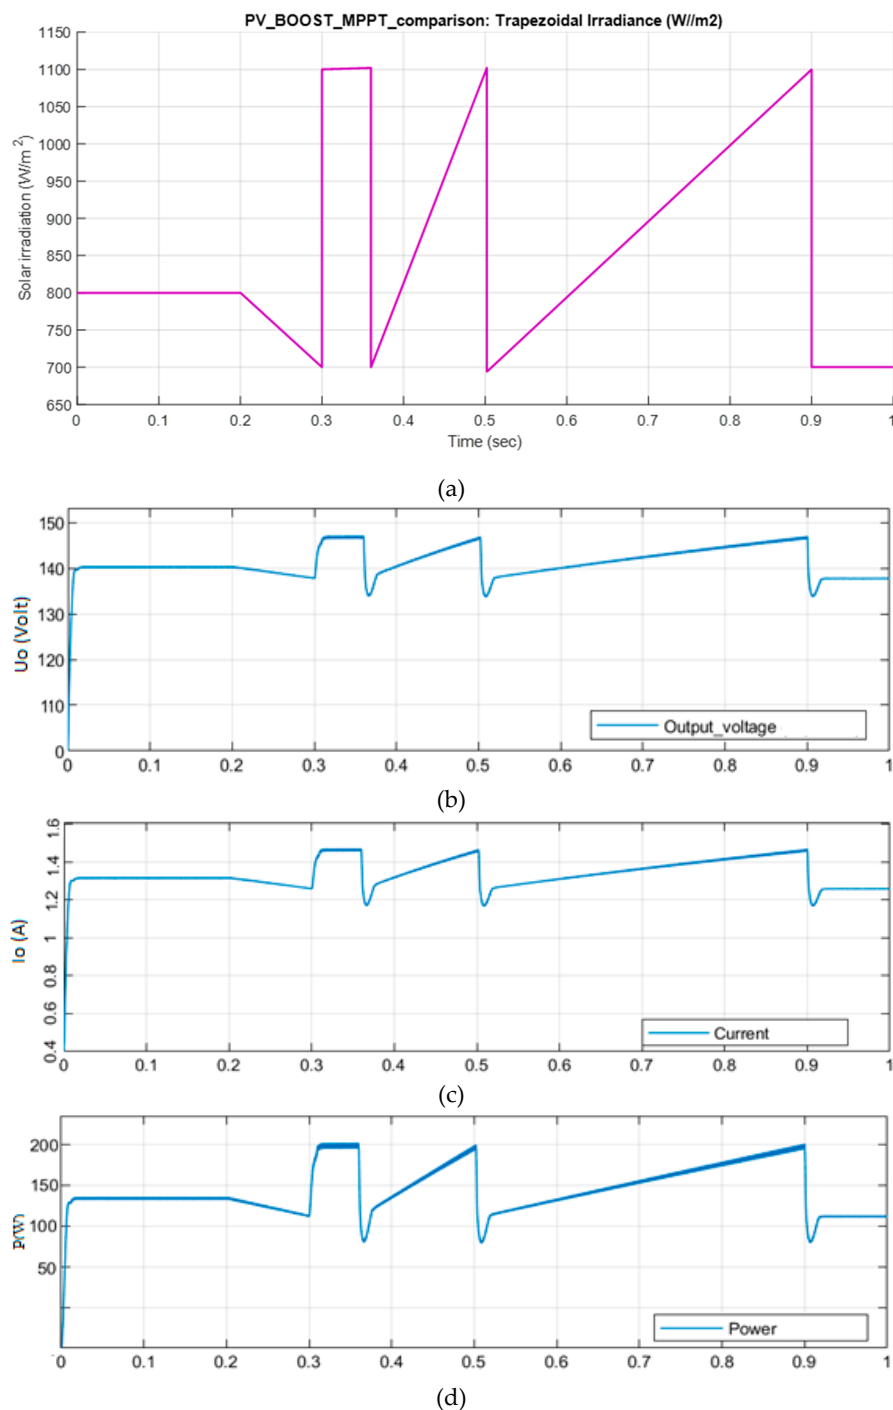 PV_BOOST_MPPT_comparison: Trapezoidal Irradiance (W//m2)
Solar irradiation (W/m 2)
1150
1100
1050
1000
950
900
850
800
750
700
650
0 0.1 0.2 0.3 0.4 0.5 0.6 0.7 0.8 0.9 1
Time (sec)
(a)
Uo (Volt)
150
140
130
120
110
0
Output_voltage
0 0.1 0.2 0.3 0.4 0.5 0.6 0.7 0.8 0.9 1
(b)
Io (A)
1.6
1.4
1.2
1
0.8
0.6
0.4
Current
0 0.1 0.2 0.3 0.4 0.5 0.6 0.7 0.8 0.9 1
(c)
P(W)
200
150
100
50
Power
0 0.1 0.2 0.3 0.4 0.5 0.6 0.7 0.8 0.9 1
(d)